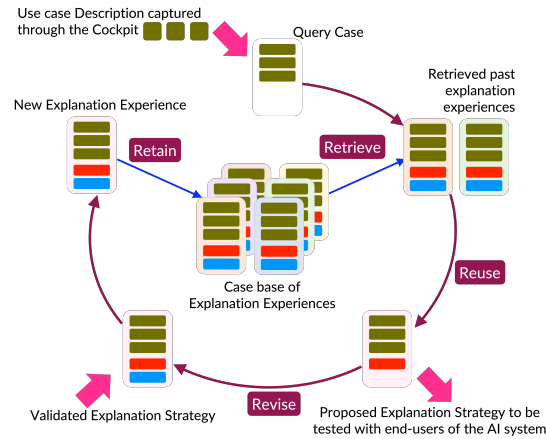 Use case Description captured
through the Cockpit
Query Case
Retrieved past
explanation
experiences
New Explanation Experience
Retain
Retrieve
Case base of
Explanation Experiences
Reuse
Revise
Validated Explanation Strategy
Proposed Explanation Strategy to be
tested with end-users of the AI system